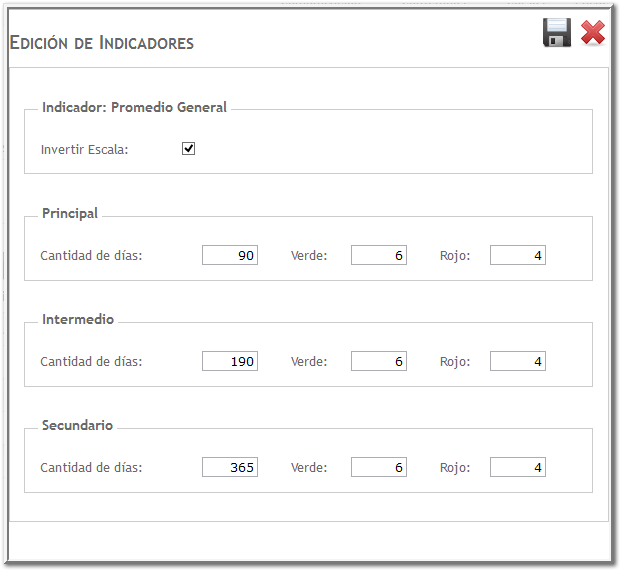 Edición de Indicadores
Indicador: Promedio General
Invertir Escala:
Principal
Cantidad de días: 90 Verde: 6 Rojo: 4
Intermedio
Cantidad de días: 190 Verde: 6 Rojo: 4
Secundario
Cantidad de días: 365 Verde: 6 Rojo: 4